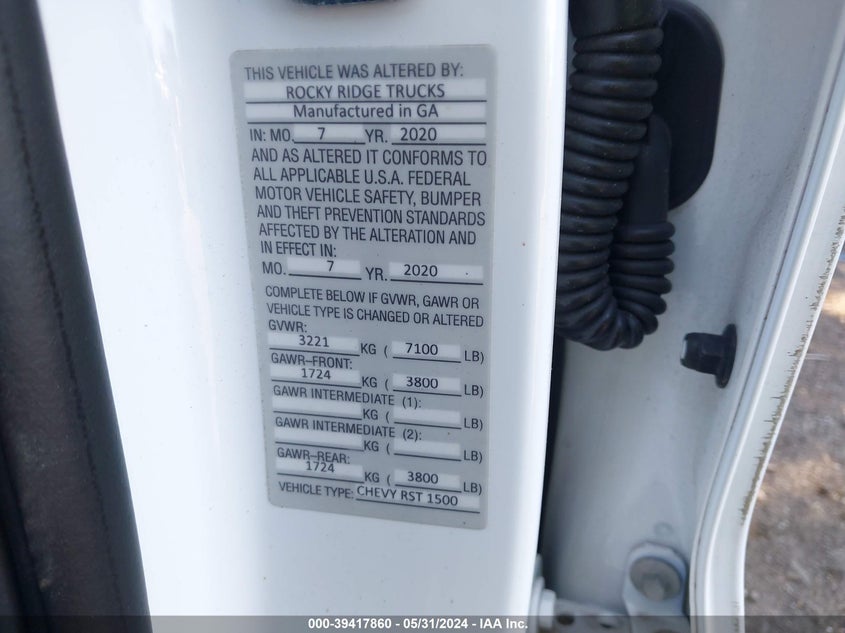 THIS VEHICLE WAS ALTERED BY:
ROCKY RIDGE TRUCKS
Manufactured in GA
IN: MO. 7 YR. 2020
AND AS ALTERED IT CONFORMS TO
ALL APPLICABLE U.S.A. FEDERAL
MOTOR VEHICLE SAFETY, BUMPER
AND THEFT PREVENTION STANDARDS
AFFECTED BY THE ALTERATION AND
IN EFFECT IN:
MO. 7 YR. 2020
COMPLETE BELOW IF GVWR, GAWR OR
VEHICLE TYPE IS CHANGED OR ALTERED
GVWR:
3221 KG ( 7100 LB)
GAWR–FRONT:
1724 KG ( 3800 LB)
GAWR INTERMEDIATE (1):
KG ( LB)
GAWR INTERMEDIATE (2):
KG ( LB)
GAWR–REAR:
1724 KG ( 3800 LB)
VEHICLE TYPE: CHEVY RST 1500
000-39417860 - 05/31/2024 - IAA Inc.